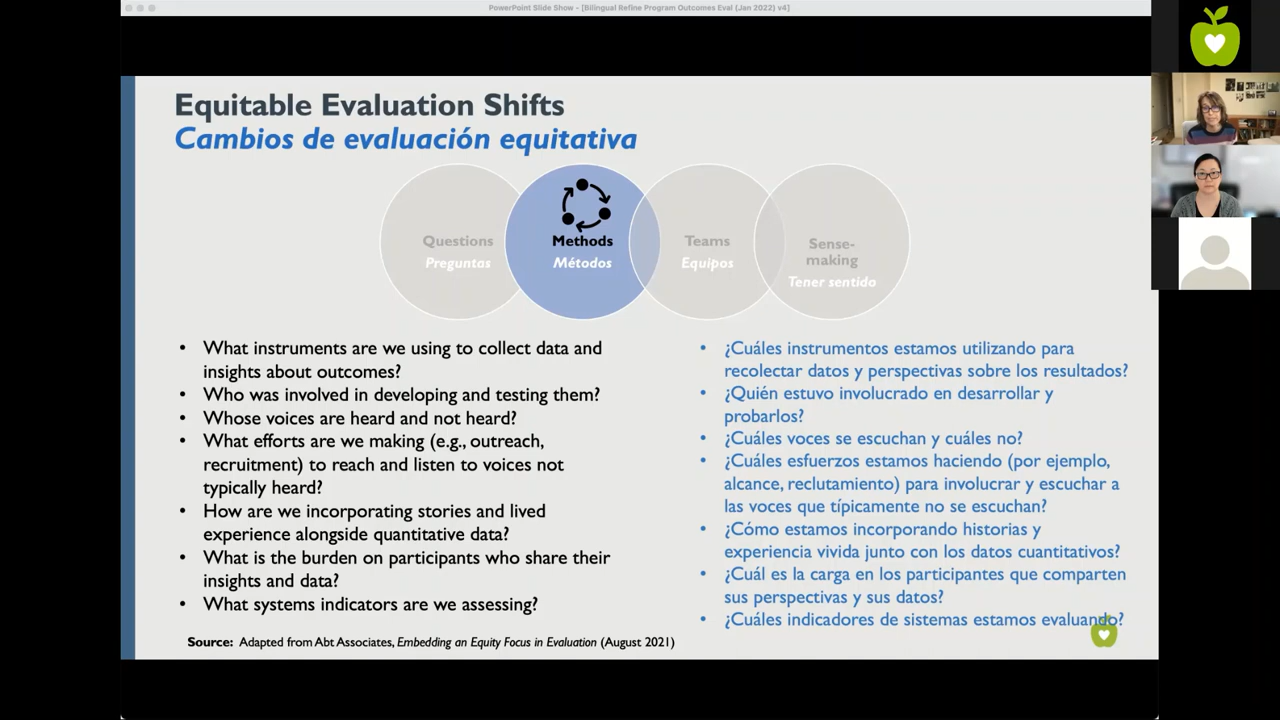 PowerPoint Slide Show - [Bilingual Refine Program Outcomes Eval (Jan 2022) v4]
Equitable Evaluation Shifts
Cambios de evaluación equitativa
Questions
Preguntas
Methods
Métodos
Teams
Equipos
Sense-
making
Tener sentido
• What instruments are we using to collect data and
insights about outcomes?
• Who was involved in developing and testing them?
• Whose voices are heard and not heard?
• What efforts are we making (e.g., outreach,
recruitment) to reach and listen to voices not
typically heard?
• How are we incorporating stories and lived
experience alongside quantitative data?
• What is the burden on participants who share their
insights and data?
• What systems indicators are we assessing?
• ¿Cuáles instrumentos estamos utilizando para
recolectar datos y perspectivas sobre los resultados?
• ¿Quién estuvo involucrado en desarrollar y
probarlos?
• ¿Cuáles voces se escuchan y cuáles no?
• ¿Cuáles esfuerzos estamos haciendo (por ejemplo,
alcance, reclutamiento) para involucrar y escuchar a
las voces que típicamente no se escuchan?
• ¿Cómo estamos incorporando historias y
experiencia vivida junto con los datos cuantitativos?
• ¿Cuál es la carga en los participantes que comparten
sus perspectivas y sus datos?
• ¿Cuáles indicadores de sistemas estamos evaluando?
Source: Adapted from Abt Associates, Embedding an Equity Focus in Evaluation (August 2021)